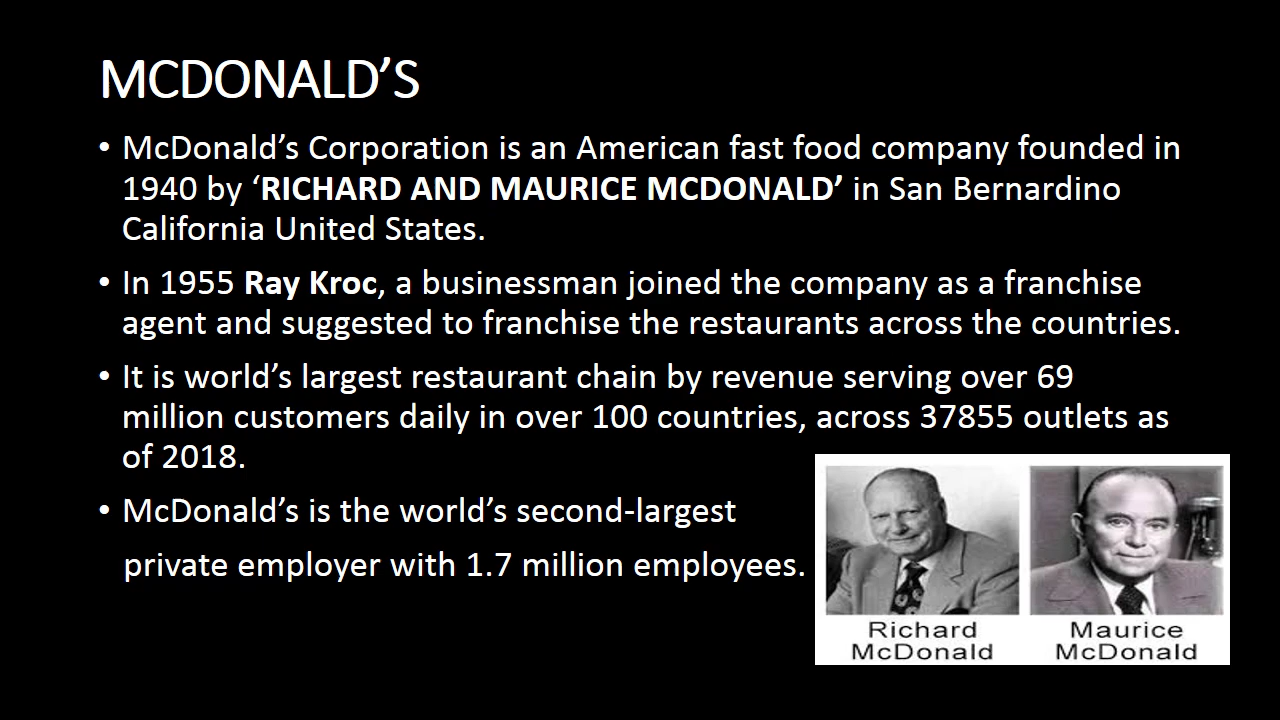 MCDONALD’S
• McDonald’s Corporation is an American fast food company founded in
1940 by ‘RICHARD AND MAURICE MCDONALD’ in San Bernardino
California United States.
• In 1955 Ray Kroc, a businessman joined the company as a franchise
agent and suggested to franchise the restaurants across the countries.
• It is world’s largest restaurant chain by revenue serving over 69
million customers daily in over 100 countries, across 37855 outlets as
of 2018.
• McDonald’s is the world’s second-largest
private employer with 1.7 million employees.
Richard
McDonald
Maurice
McDonald